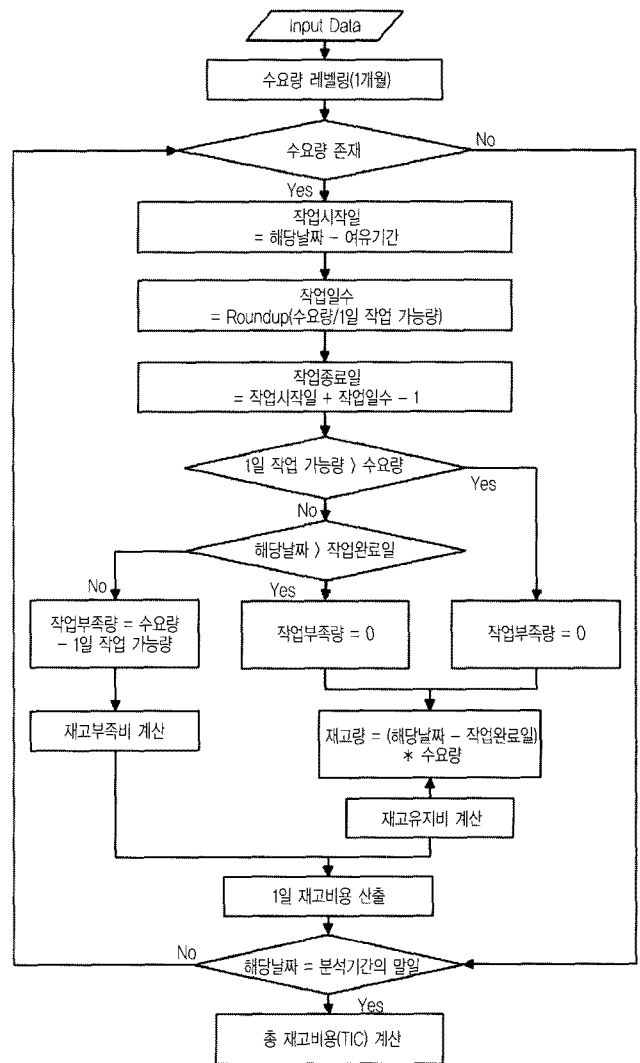 Input Data
수요량 레벨링(1개월)
수요량 존재
No
Yes
작업시작일
= 해당날짜 - 여유기간
작업일수
= Roundup(수요량/1일 작업 가능량)
작업종료일
= 작업시작일 + 작업일수 - 1
1일 작업 가능량 > 수요량
Yes
No
해당날짜 > 작업완료일
No
Yes
작업부족량 = 수요량
- 1일 작업 가능량
작업부족량 = 0
작업부족량 = 0
재고부족비 계산
재고량 = (해당날짜 - 작업완료일)
* 수요량
재고유지비 계산
1일 재고비용 산출
No
해당날짜 = 분석기간의 말일
Yes
총 재고비용(TIC) 계산